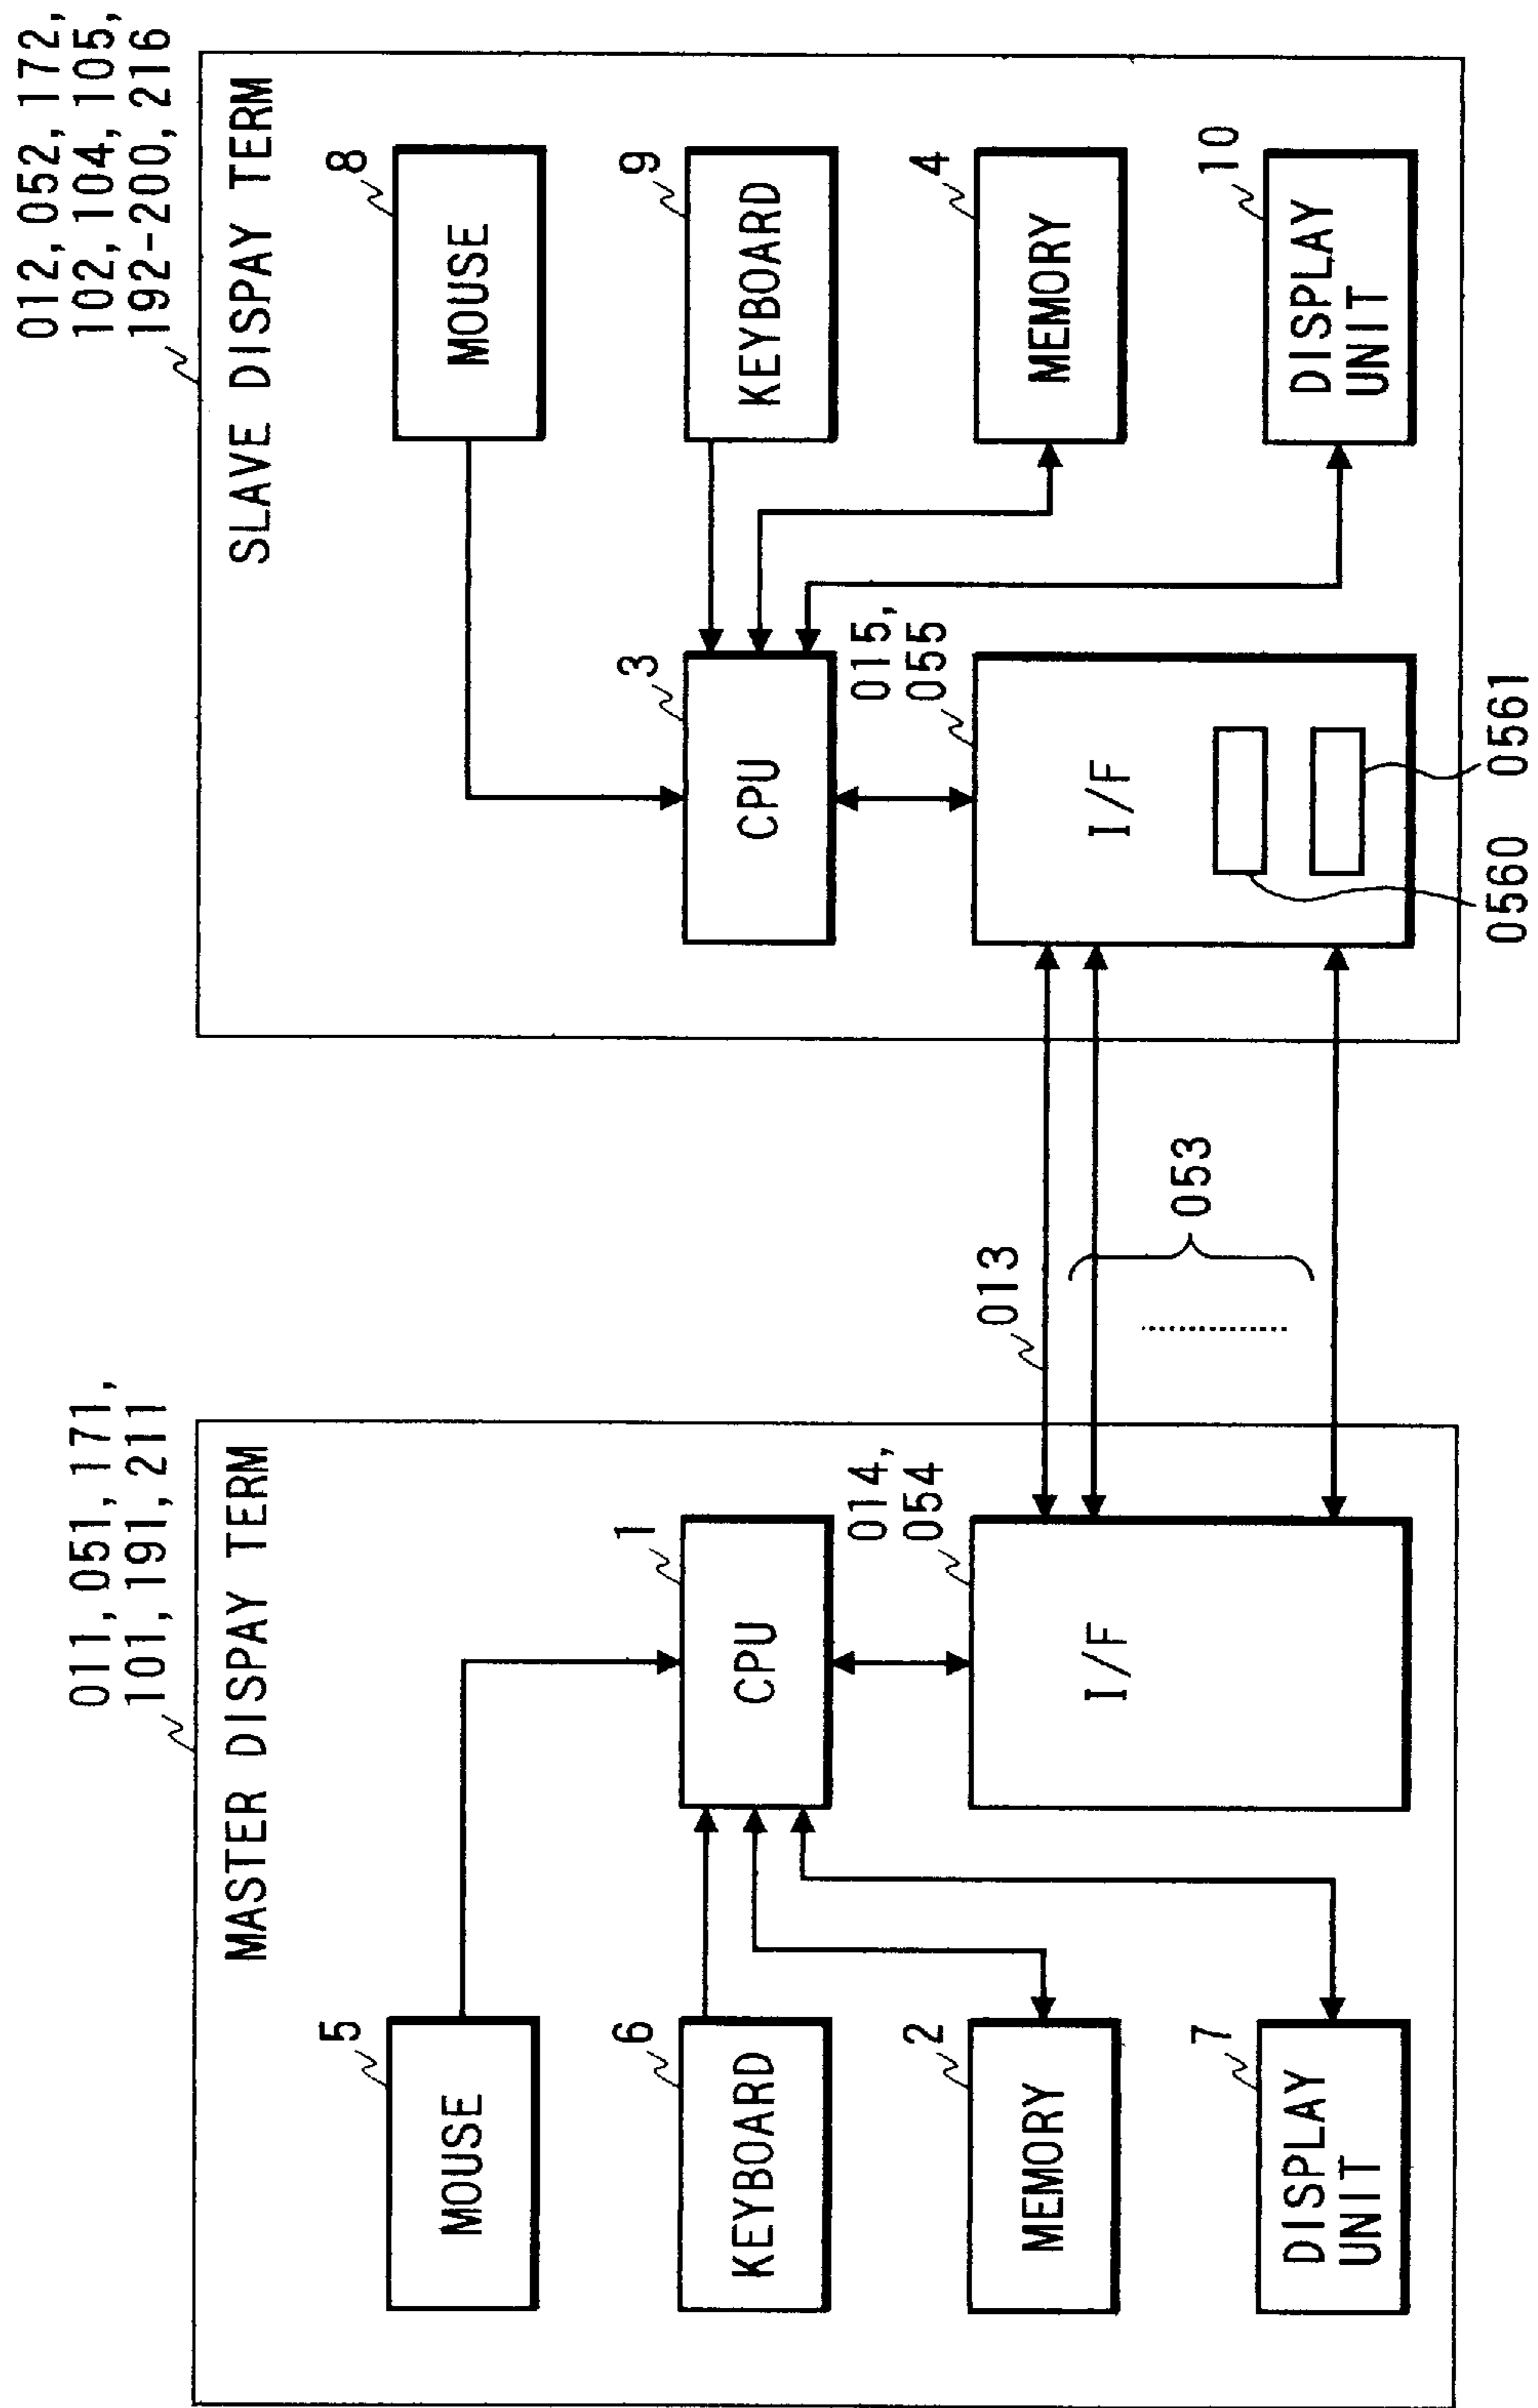 011, 051, 171,
101, 191, 211
MASTER DISPAY TERM
5
MOUSE
6
KEYBOARD
2
MEMORY
7
DISPLAY
UNIT
1
CPU
014,
054
I/F
013
053
012, 052, 172,
102, 104, 105,
192-200, 216
SLAVE DISPAY TERM
3
CPU
015,
055
I/F
0560
0561
8
MOUSE
9
KEYBOARD
4
MEMORY
10
DISPLAY
UNIT